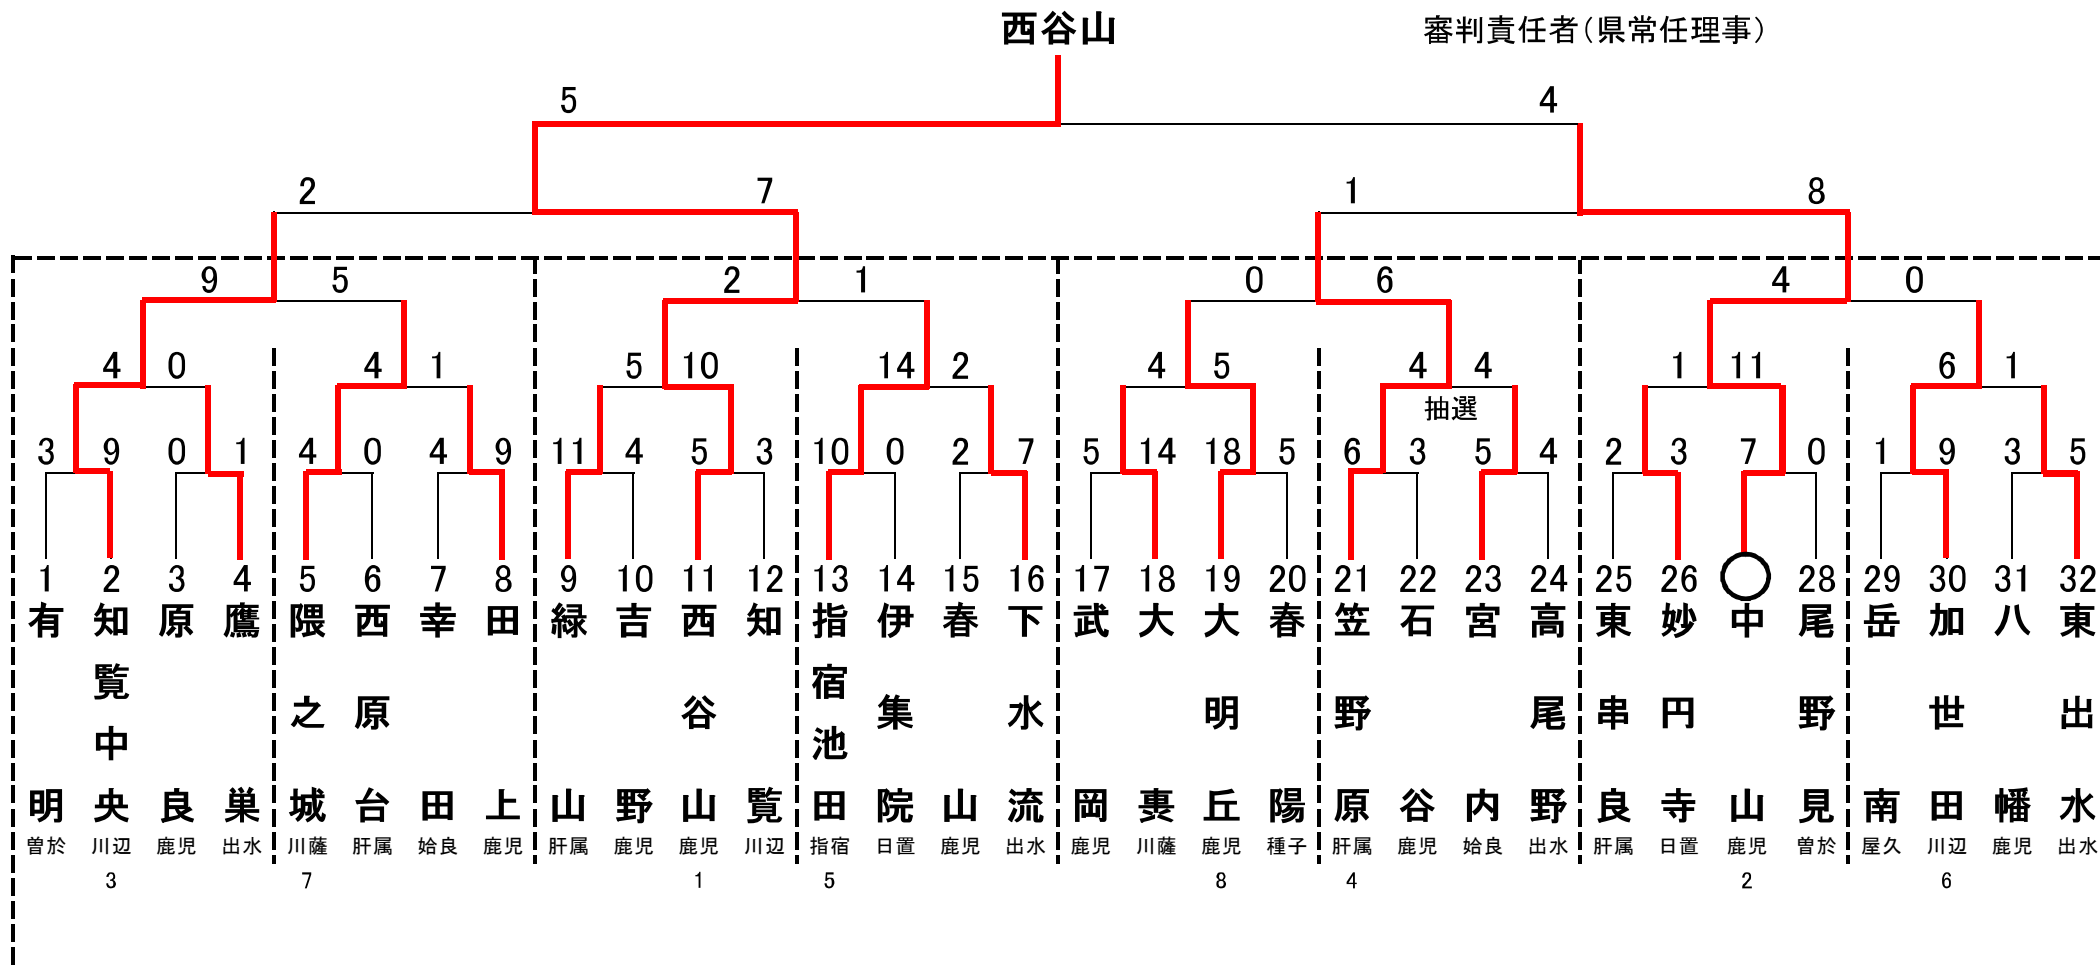 西谷山
審判責任者（県常任理事）
5 4
2 7 1 8
9 5 2 1 0 6 4 0
4 0 4 1 5 10 14 2 4 5 4 4 1 11 6 1
抽選
3 9 0 1 4 0 4 9 11 4 5 3 10 0 2 7 5 14 18 5 6 3 5 4 2 3 7 0 1 9 3 5
1 2 3 4 5 6 7 8 9 10 11 12 13 14 15 16 17 18 19 20 21 22 23 24 25 26 28 29 30 31 32
有明
知覧中央
原良
鷹巣
隈之城
西原台
幸田
田上
緑山
吉野
西谷山
知覧
指宿池田
伊集院
春山
下水流
武岡
大
大明丘
春陽
笠野原
石谷
宮内
高尾野
東串良
妙円寺
中山
尾野見
岳南
加世田
八幡
東出水
曽於 川辺 鹿児 出水 川薩 肝属 姶良 鹿児 肝属 鹿児 鹿児 川辺 指宿 日置 鹿児 出水 鹿児 川薩 鹿児 種子 肝属 鹿児 姶良 出水 肝属 日置 鹿児 曽於 屋久 川辺 鹿児 出水
3 7 1 5 8 4 2 6